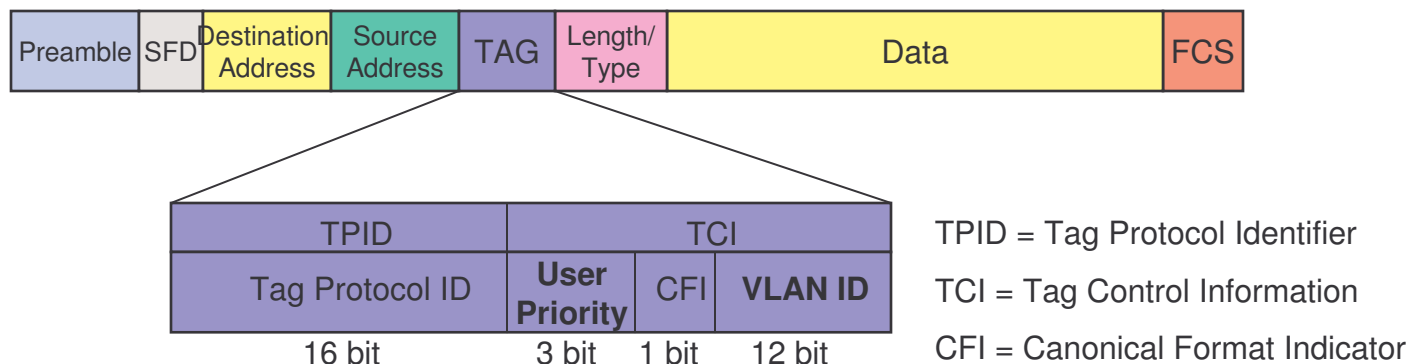 Preamble SFD Destination Address Source Address TAG Length/ Type Data FCS
TPID TCI
Tag Protocol ID User Priority CFI VLAN ID
16 bit 3 bit 1 bit 12 bit
TPID = Tag Protocol Identifier
TCI = Tag Control Information
CFI = Canonical Format Indicator